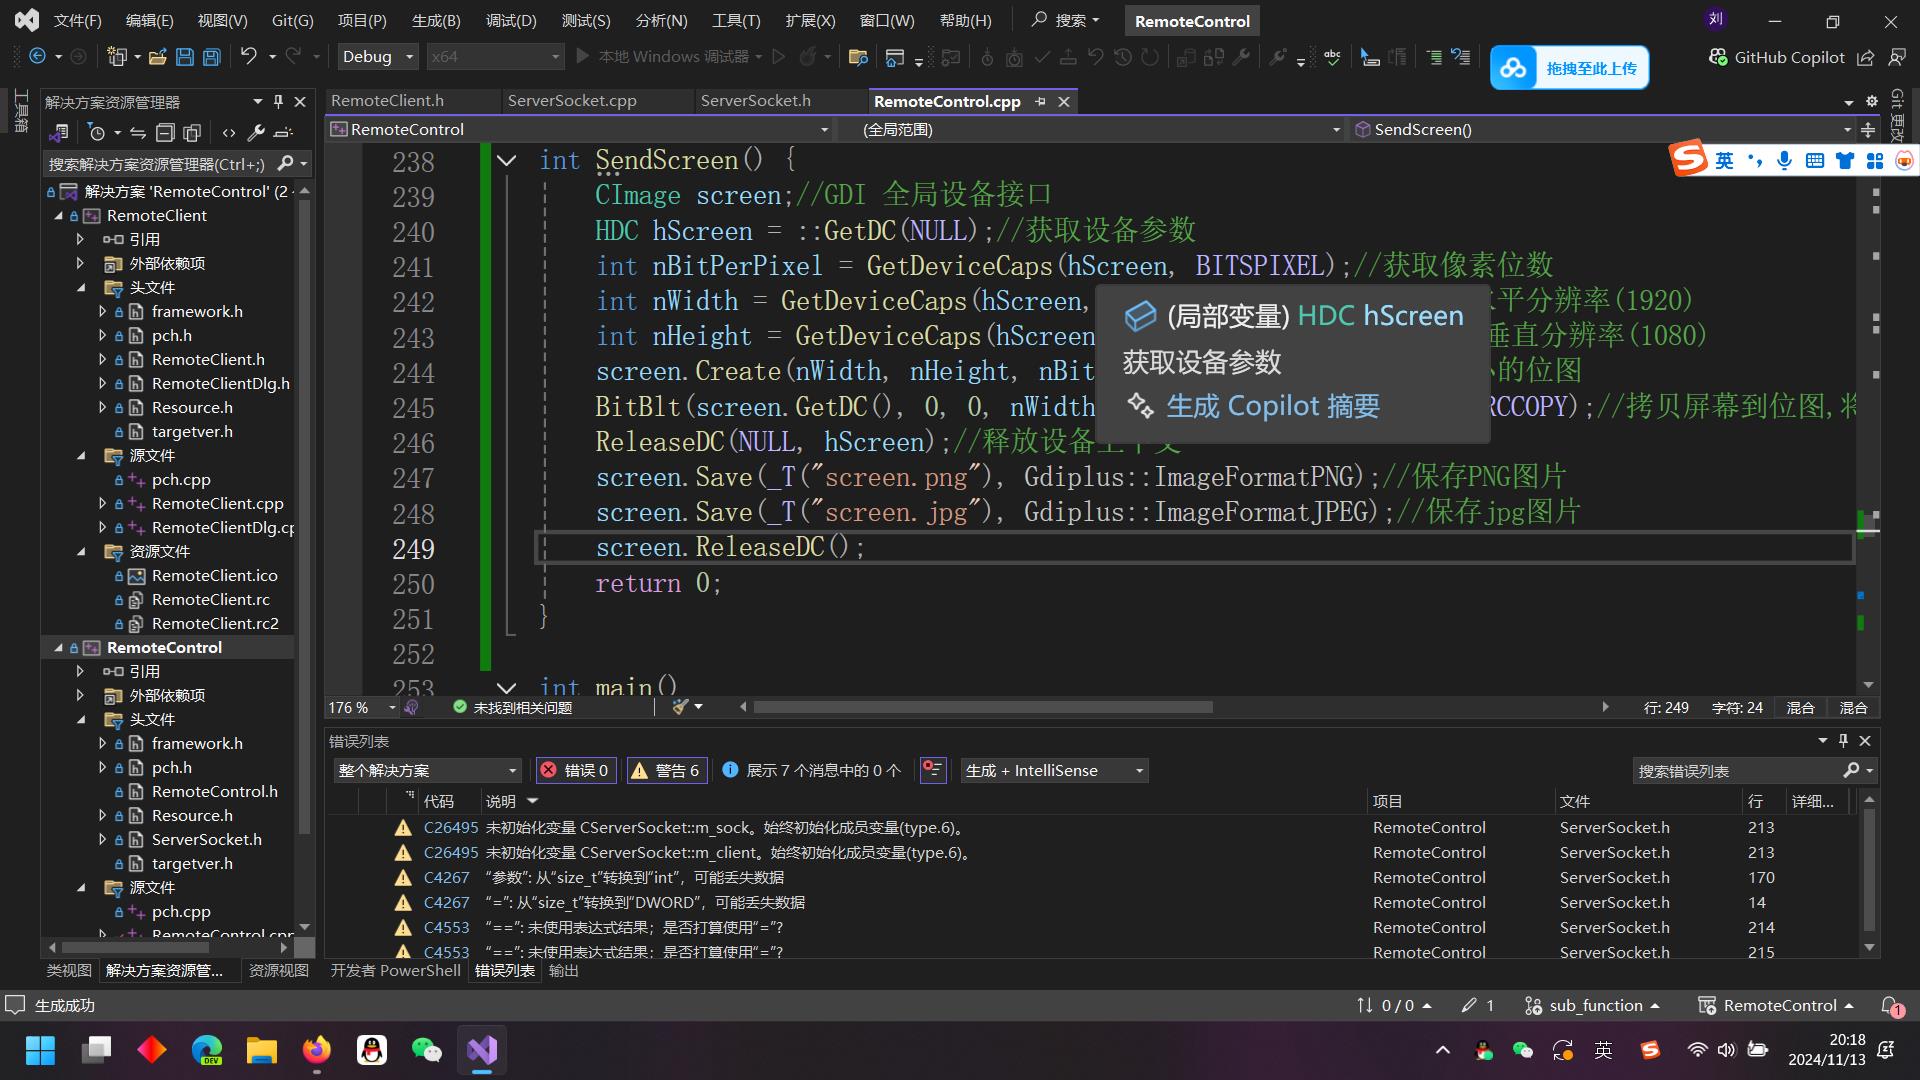 文件(F) 编辑(E) 视图(V) Git(G) 项目(P) 生成(B) 调试(D) 测试(S) 分析(N) 工具(T) 扩展(X) 窗口(W) 帮助(H) 搜索 RemoteControl 刘
Debug x64 本地 Windows 调试器 拖拽至此上传 GitHub Copilot
工具箱
解决方案资源管理器
搜索解决方案资源管理器(Ctrl+;)
解决方案 'RemoteControl' (2
RemoteClient
引用
外部依赖项
头文件
framework.h
pch.h
RemoteClient.h
RemoteClientDlg.h
Resource.h
targetver.h
源文件
pch.cpp
RemoteClient.cpp
RemoteClientDlg.cp
资源文件
RemoteClient.ico
RemoteClient.rc
RemoteClient.rc2
RemoteControl
引用
外部依赖项
头文件
framework.h
pch.h
RemoteControl.h
Resource.h
ServerSocket.h
targetver.h
源文件
pch.cpp
RemoteControl.cpp
类视图 解决方案资源管... 资源视图
RemoteClient.h ServerSocket.cpp ServerSocket.h RemoteControl.cpp
RemoteControl (全局范围) SendScreen()
Git 更改
英
238 int SendScreen() {
239 CImage screen;//GDI 全局设备接口
240 HDC hScreen = ::GetDC(NULL);//获取设备参数
241 int nBitPerPixel = GetDeviceCaps(hScreen, BITSPIXEL);//获取像素位数
242 int nWidth = GetDeviceCaps(hScreen, 平分辨率(1920)
243 int nHeight = GetDeviceCaps(hScreen 垂直分辨率(1080)
244 screen.Create(nWidth, nHeight, nBit 的位图
245 BitBlt(screen.GetDC(), 0, 0, nWidth RCCOPY);//拷贝屏幕到位图,将
246 ReleaseDC(NULL, hScreen);//释放设备上下文
247 screen.Save(_T("screen.png"), Gdiplus::ImageFormatPNG);//保存PNG图片
248 screen.Save(_T("screen.jpg"), Gdiplus::ImageFormatJPEG);//保存jpg图片
249 screen.ReleaseDC();
250 return 0;
251 }
252
253 int main()
(局部变量) HDC hScreen
获取设备参数
生成 Copilot 摘要
176 % 未找到相关问题 行: 249 字符: 24 混合 混合
错误列表
整个解决方案 错误 0 警告 6 展示 7 个消息中的 0 个 生成 + IntelliSense 搜索错误列表
代码 说明 项目 文件 行 详细...
C26495 未初始化变量 CServerSocket::m_sock。始终初始化成员变量(type.6)。 RemoteControl ServerSocket.h 213
C26495 未初始化变量 CServerSocket::m_client。始终初始化成员变量(type.6)。 RemoteControl ServerSocket.h 213
C4267 “参数”: 从“size_t”转换到“int”，可能丢失数据 RemoteControl ServerSocket.h 170
C4267 “=”: 从“size_t”转换到“DWORD”，可能丢失数据 RemoteControl ServerSocket.h 14
C4553 “==”: 未使用表达式结果；是否打算使用“=”? RemoteControl ServerSocket.h 214
C4553 “==”: 未使用表达式结果；是否打算使用“=”? RemoteControl ServerSocket.h 215
开发者 PowerShell 错误列表 输出
生成成功 0 / 0 1 sub_function RemoteControl 1
DEV 英 20:18
2024/11/13